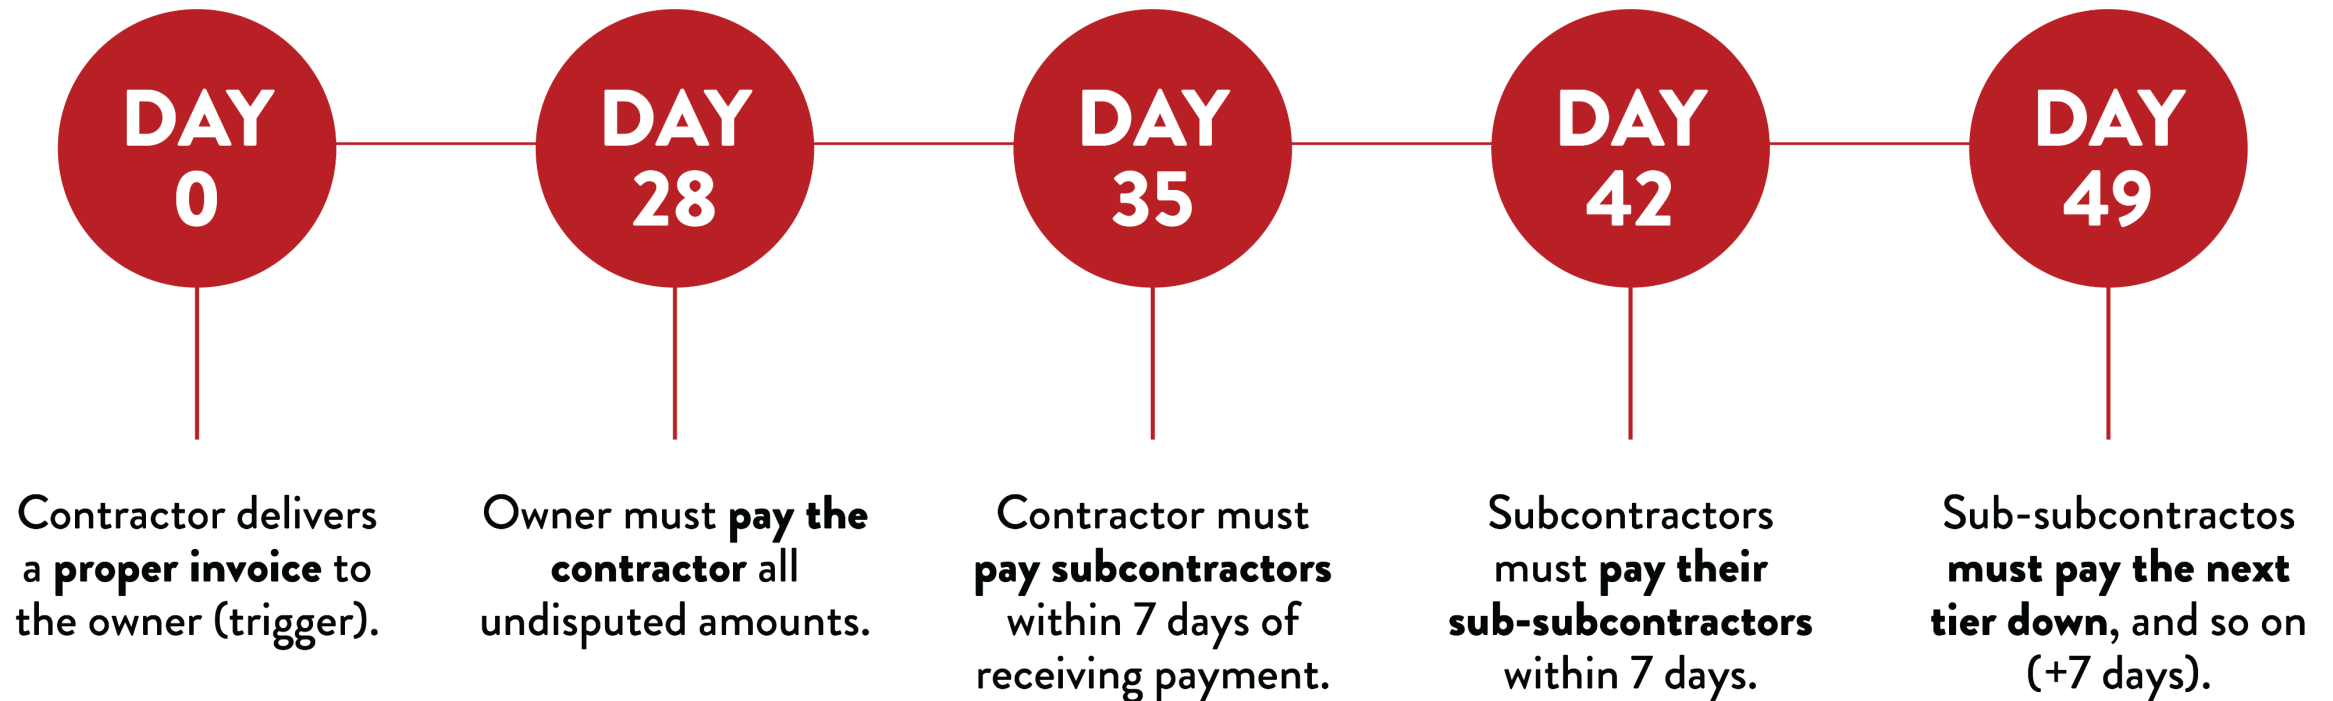 DAY
0
DAY
28
DAY
35
DAY
42
DAY
49
Contractor delivers
a proper invoice to
the owner (trigger).
Owner must pay the
contractor all
undisputed amounts.
Contractor must
pay subcontractors
within 7 days of
receiving payment.
Subcontractors
must pay their
sub-subcontractors
within 7 days.
Sub-subcontractos
must pay the next
tier down, and so on
(+7 days).